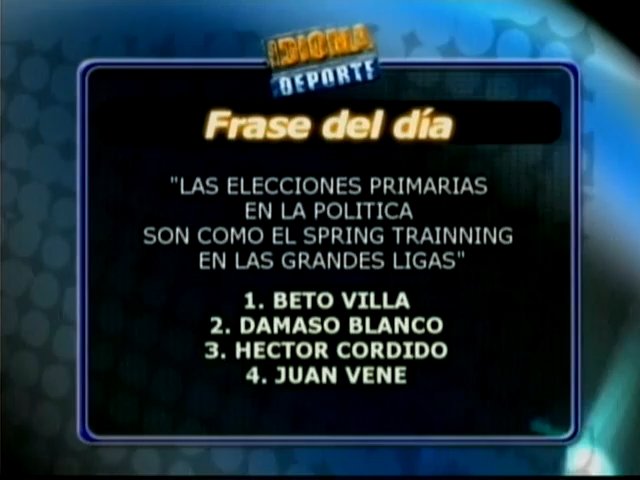 IDIOMA
DEPORTE
Frase del día
"LAS ELECCIONES PRIMARIAS
EN LA POLITICA
SON COMO EL SPRING TRAINNING
EN LAS GRANDES LIGAS"
1. BETO VILLA
2. DAMASO BLANCO
3. HECTOR CORDIDO
4. JUAN VENE